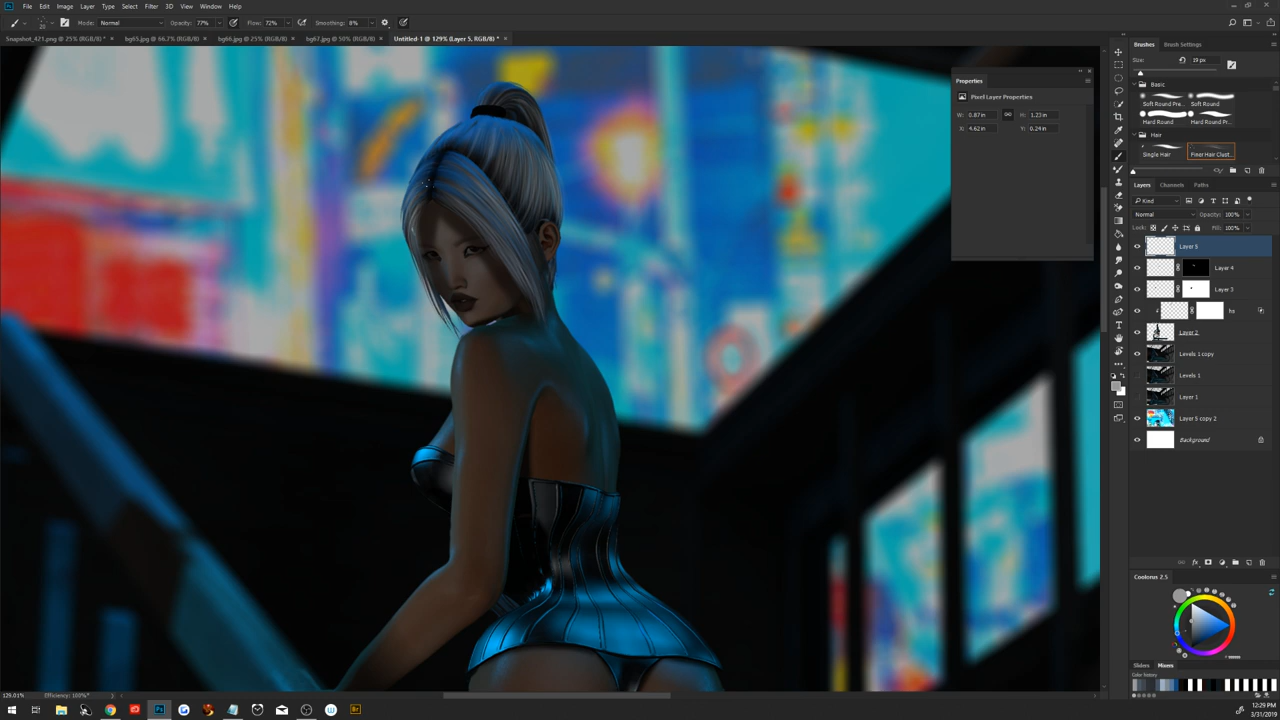 File Edit Image Layer Type Select Filter 3D View Window Help
Mode: Normal Opacity: 77% Flow: 72% Smoothing: 8%
Snapshot_421.png @ 25% (RGB/8) * × bg65.jpg @ 66.7% (RGB/8) × bg66.jpg @ 25% (RGB/8) × bg67.jpg @ 50% (RGB/8) × Untitled-1 @ 129% (Layer 5, RGB/8) * ×
Properties
Pixel Layer Properties
W: 0.87 in H: 1.23 in
X: 4.62 in Y: 0.24 in
Brushes Brush Settings
Size: 19 px
Basic
Soft Round Pre... Soft Round
Hard Round Hard Round Pr...
Hair
Single Hair Finer Hair Clust...
Layers Channels Paths
Kind
Normal Opacity: 100%
Lock: Fill: 100%
Layer 5
Layer 4
Layer 3
hs
Layer 2
Levels 1 copy
Levels 1
Layer 1
Layer 5 copy 2
Background
Coolorus 2.5
Sliders Mixers
Color history
129.01% Efficiency: 100%*
12:29 PM
3/31/2019